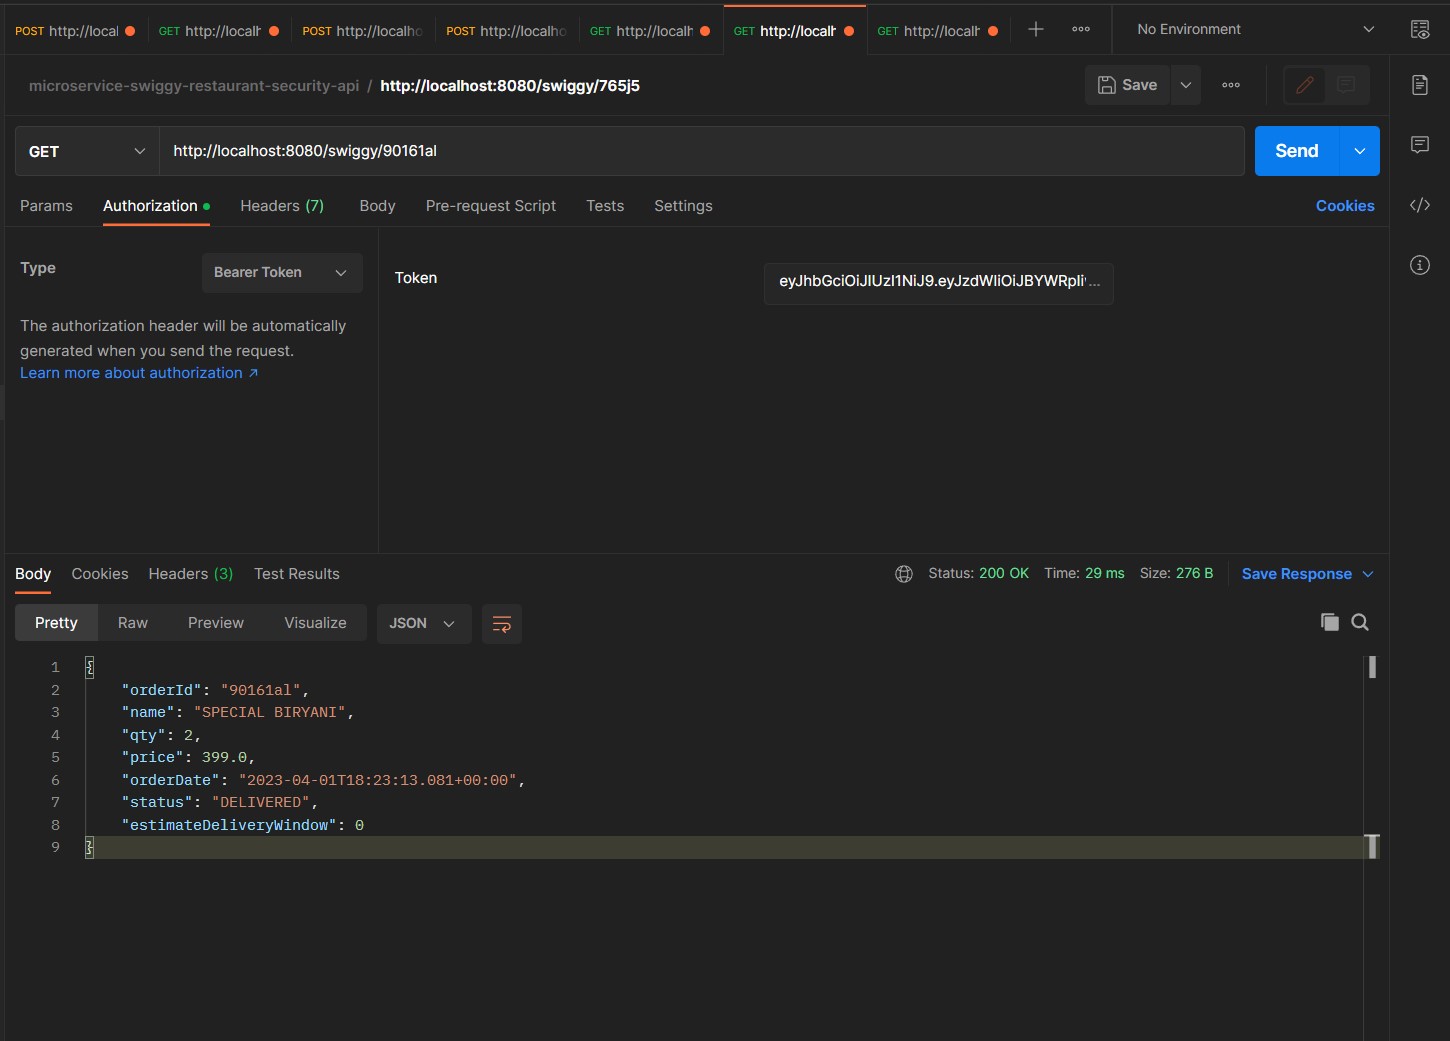 POST http://local GET http://localh POST http://localho POST http://localho GET http://localh GET http://localh GET http://localh No Environment
microservice-swiggy-restaurant-security-api / http://localhost:8080/swiggy/765j5 Save
GET http://localhost:8080/swiggy/90161al Send
Params Authorization Headers (7) Body Pre-request Script Tests Settings Cookies
Type Bearer Token Token eyJhbGciOiJIUzI1NiJ9.eyJzdWIiOiJBYWRpIi...
The authorization header will be automatically
generated when you send the request.
Learn more about authorization ↗
Body Cookies Headers (3) Test Results Status: 200 OK Time: 29 ms Size: 276 B Save Response
Pretty Raw Preview Visualize JSON
1 {
2 "orderId": "90161al",
3 "name": "SPECIAL BIRYANI",
4 "qty": 2,
5 "price": 399.0,
6 "orderDate": "2023-04-01T18:23:13.081+00:00",
7 "status": "DELIVERED",
8 "estimateDeliveryWindow": 0
9 }